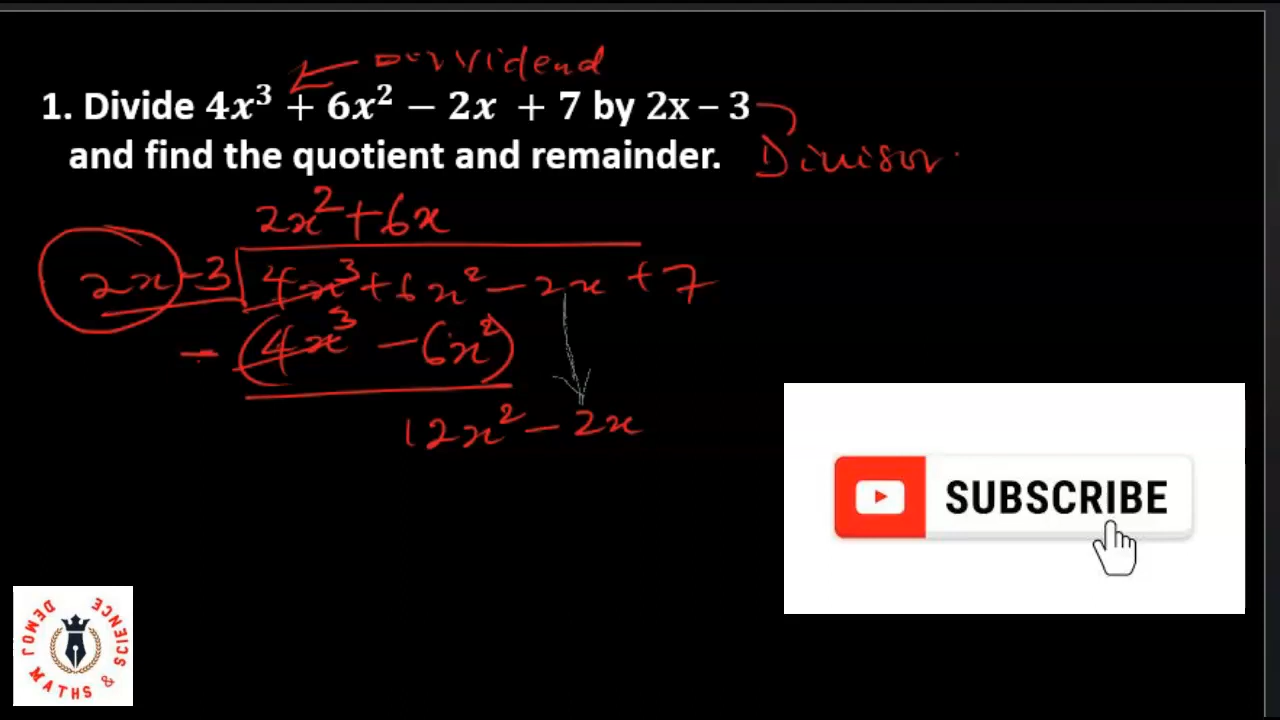 Dividend
1. Divide 4x³ + 6x² − 2x + 7 by 2x – 3
and find the quotient and remainder.
Divisor.
2x² + 6x
2x - 3 4x³ + 6x² - 2x + 7
- (4x³ - 6x²)
12x² - 2x
SUBSCRIBE
DEMOJ MATHS & SCIENCE